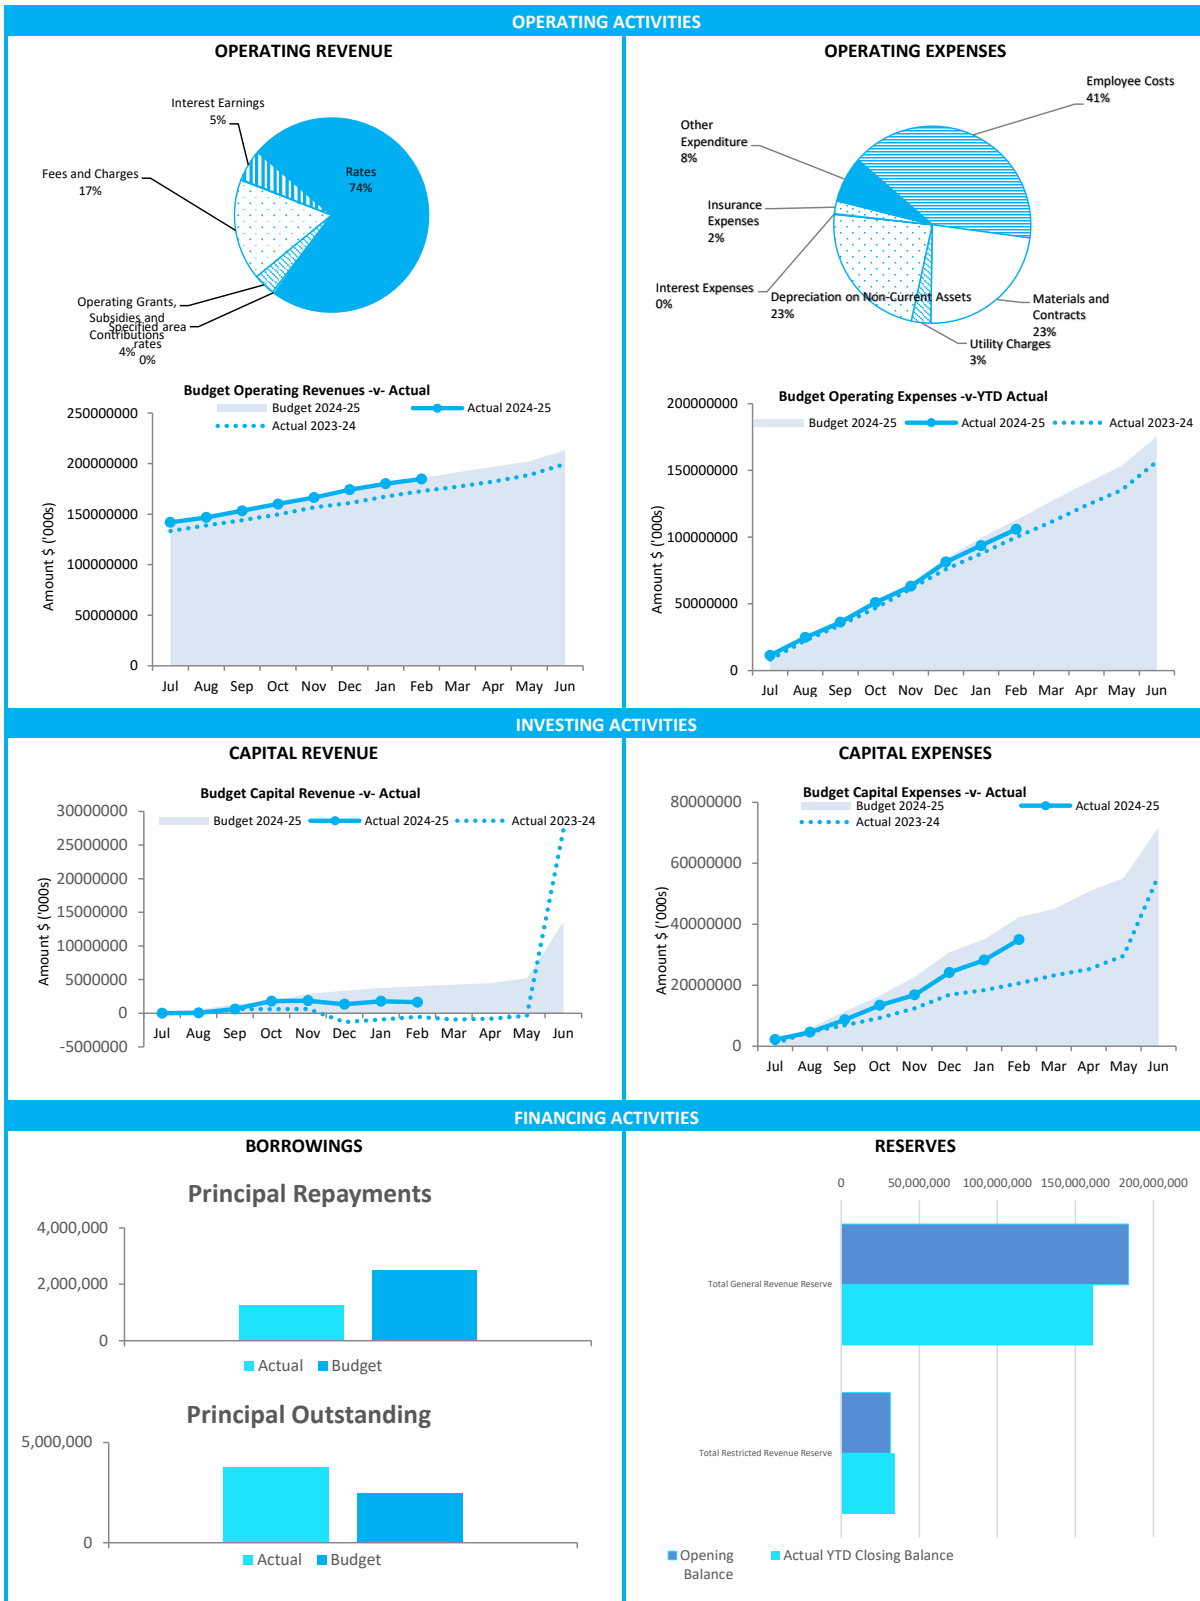 OPERATING ACTIVITIES
OPERATING REVENUE
Interest Earnings
5%
Rates
74%
Fees and Charges
17%
Operating Grants,
Subsidies and
Contributions
4%
Specified area
rates
0%
Budget Operating Revenues -v- Actual
Budget 2024-25
Actual 2024-25
Actual 2023-24
Amount $ ('000s)
250000000
200000000
150000000
100000000
50000000
0
Jul Aug Sep Oct Nov Dec Jan Feb Mar Apr May Jun
OPERATING EXPENSES
Employee Costs
41%
Other
Expenditure
8%
Insurance
Expenses
2%
Interest Expenses
0%
Depreciation on Non-Current Assets
23%
Materials and
Contracts
23%
Utility Charges
3%
Budget Operating Expenses -v-YTD Actual
Budget 2024-25
Actual 2024-25
Actual 2023-24
Amount $ ('000s)
200000000
150000000
100000000
50000000
0
Jul Aug Sep Oct Nov Dec Jan Feb Mar Apr May Jun
INVESTING ACTIVITIES
CAPITAL REVENUE
Budget Capital Revenue -v- Actual
Budget 2024-25
Actual 2024-25
Actual 2023-24
Amount $ ('000s)
30000000
25000000
20000000
15000000
10000000
5000000
0
-5000000
Jul Aug Sep Oct Nov Dec Jan Feb Mar Apr May Jun
CAPITAL EXPENSES
Budget Capital Expenses -v- Actual
Budget 2024-25
Actual 2024-25
Actual 2023-24
Amount $ ('000s)
80000000
60000000
40000000
20000000
0
Jul Aug Sep Oct Nov Dec Jan Feb Mar Apr May Jun
FINANCING ACTIVITIES
BORROWINGS
Principal Repayments
4,000,000
2,000,000
0
Actual Budget
Principal Outstanding
5,000,000
0
Actual Budget
RESERVES
0 50,000,000 100,000,000 150,000,000 200,000,000
Total General Revenue Reserve
Total Restricted Revenue Reserve
Opening
Balance
Actual YTD Closing Balance